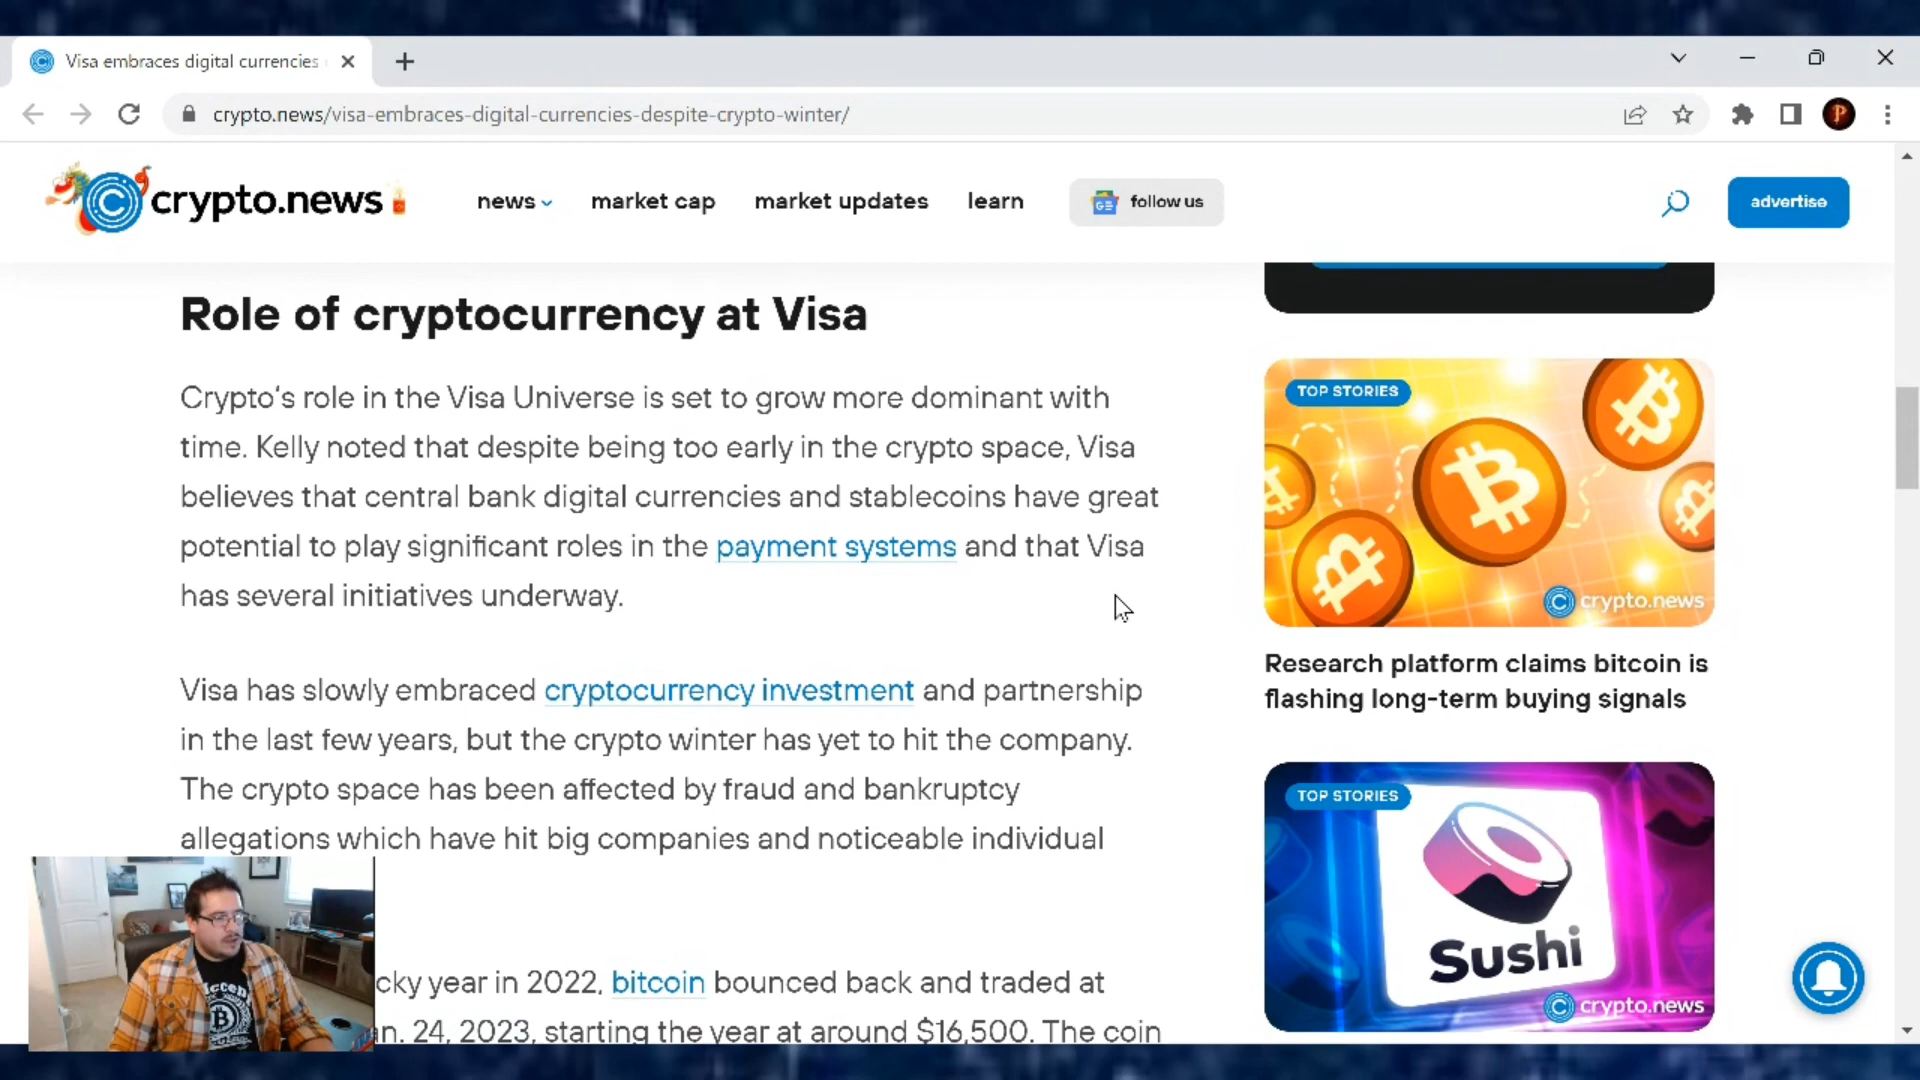 Visa embraces digital currencies
crypto.news/visa-embraces-digital-currencies-despite-crypto-winter/
crypto.news
news
market cap
market updates
learn
follow us
advertise
Role of cryptocurrency at Visa
Crypto's role in the Visa Universe is set to grow more dominant with
time. Kelly noted that despite being too early in the crypto space, Visa
believes that central bank digital currencies and stablecoins have great
potential to play significant roles in the payment systems and that Visa
has several initiatives underway.
Visa has slowly embraced cryptocurrency investment and partnership
in the last few years, but the crypto winter has yet to hit the company.
The crypto space has been affected by fraud and bankruptcy
allegations which have hit big companies and noticeable individual
cky year in 2022, bitcoin bounced back and traded at
n. 24, 2023, starting the year at around $16,500. The coin
TOP STORIES
crypto.news
Research platform claims bitcoin is
flashing long-term buying signals
TOP STORIES
Sushi
crypto.news